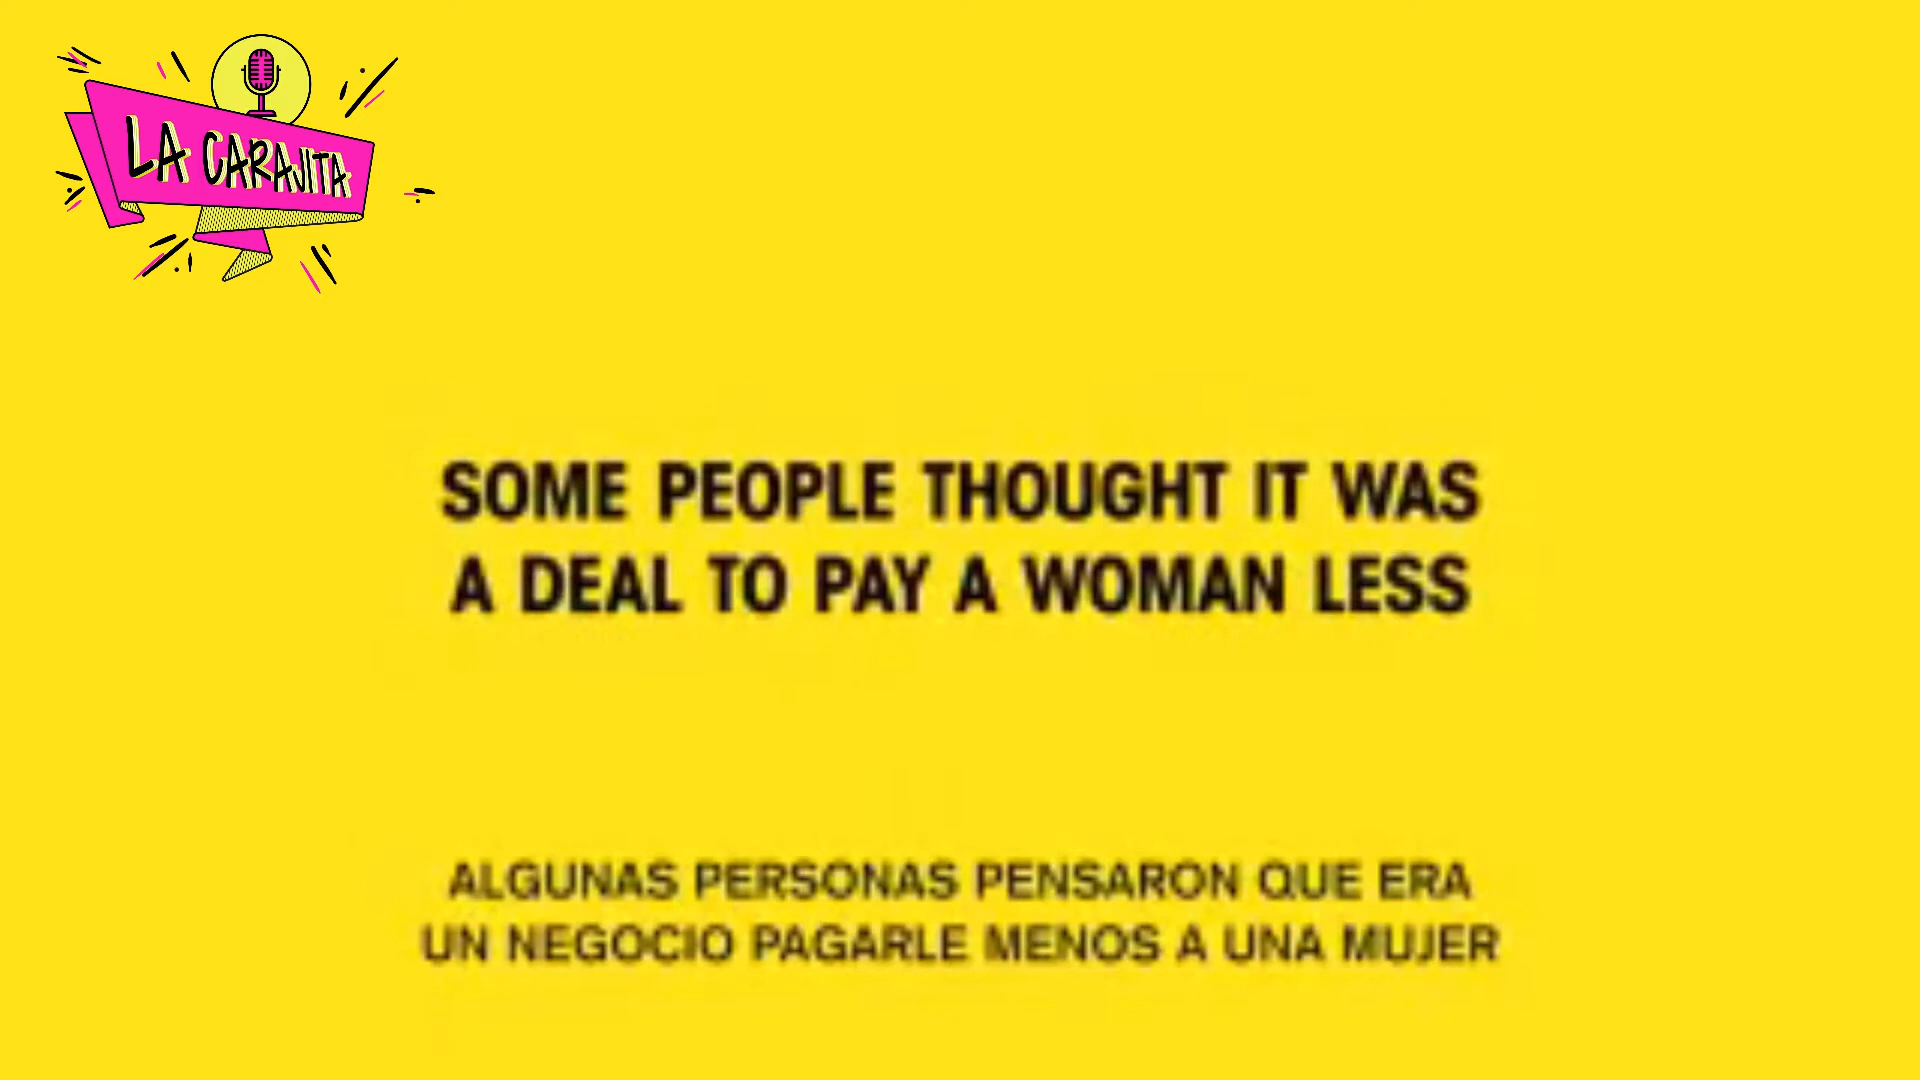 LA CARAJITA
SOME PEOPLE THOUGHT IT WAS
A DEAL TO PAY A WOMAN LESS
ALGUNAS PERSONAS PENSARON QUE ERA
UN NEGOCIO PAGARLE MENOS A UNA MUJER